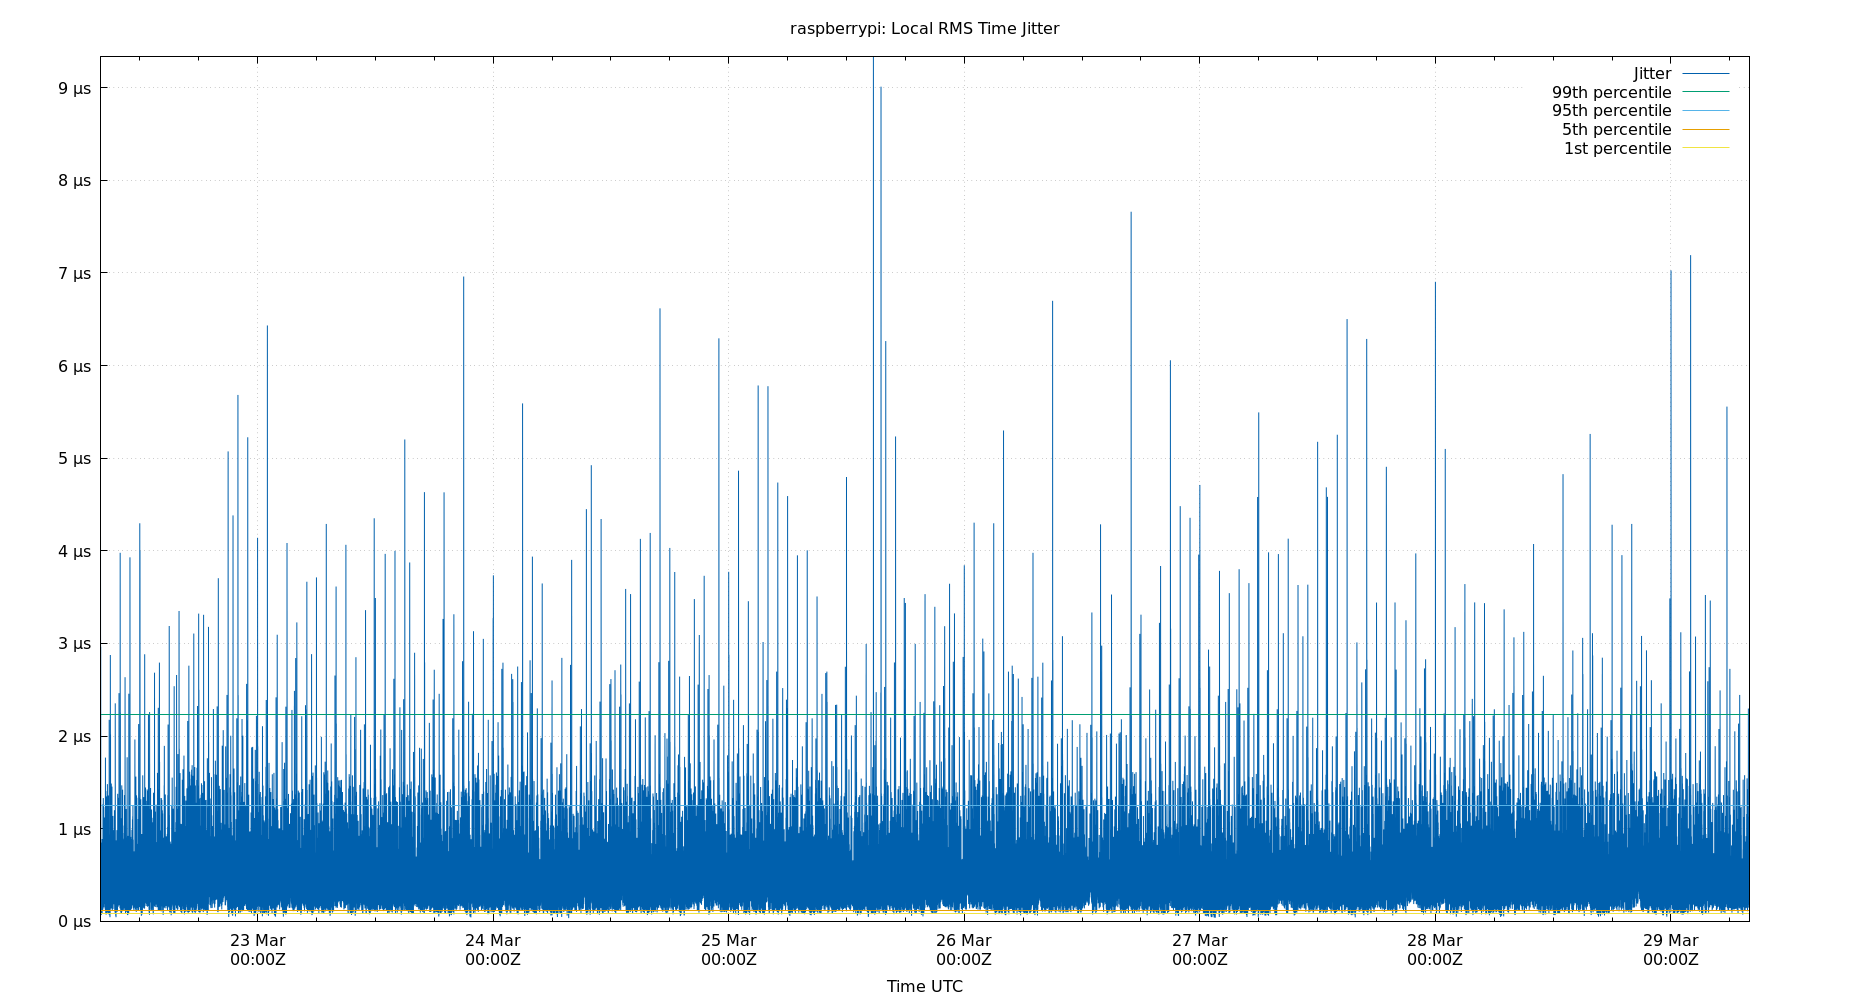 raspberrypi: Local RMS Time Jitter
Jitter
99th percentile
95th percentile
5th percentile
1st percentile
9 µs
8 µs
7 µs
6 µs
5 µs
4 µs
3 µs
2 µs
1 µs
0 µs
23 Mar
00:00Z
24 Mar
00:00Z
25 Mar
00:00Z
26 Mar
00:00Z
27 Mar
00:00Z
28 Mar
00:00Z
29 Mar
00:00Z
Time UTC